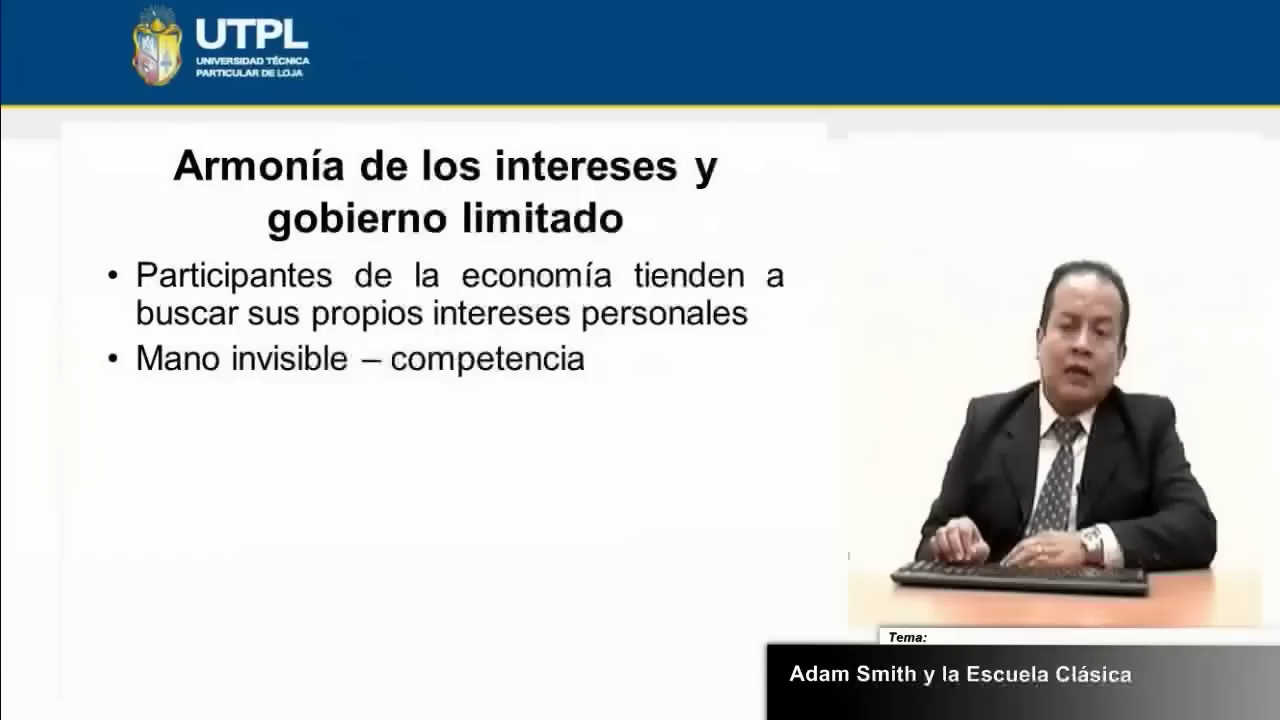 UTPL
UNIVERSIDAD TÉCNICA
PARTICULAR DE LOJA
Armonía de los intereses y
gobierno limitado
• Participantes de la economía tienden a
buscar sus propios intereses personales
• Mano invisible – competencia
Tema:
Adam Smith y la Escuela Clásica